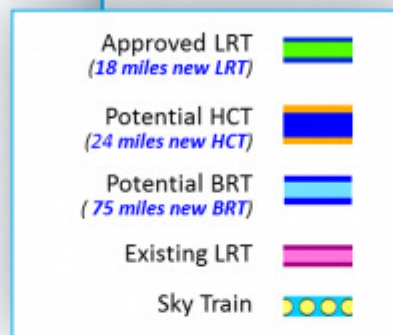 Approved LRT
(18 miles new LRT)
Potential HCT
(24 miles new HCT)
Potential BRT
( 75 miles new BRT)
Existing LRT
Sky Train